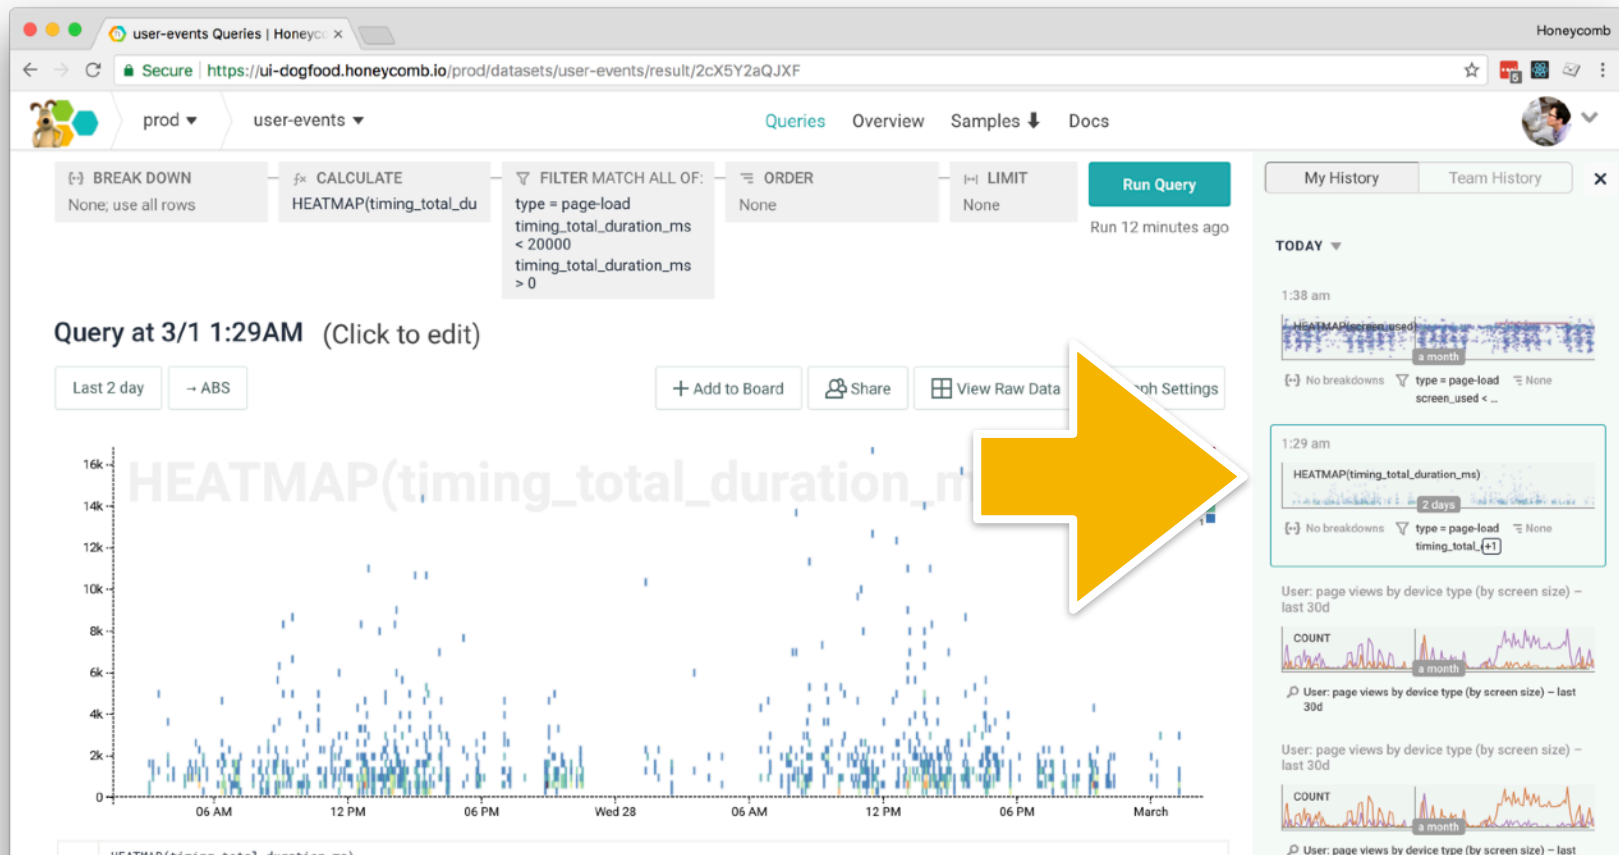 user-events Queries | Honeyc
Honeycomb
Secure | https://ui-dogfood.honeycomb.io/prod/datasets/user-events/result/2cX5Y2aQJXF
5
prod
user-events
Queries
Overview
Samples
Docs
BREAK DOWN
None; use all rows
CALCULATE
HEATMAP(timing_total_du
FILTER MATCH ALL OF:
type = page-load
timing_total_duration_ms
< 20000
timing_total_duration_ms
> 0
ORDER
None
LIMIT
None
Run Query
Run 12 minutes ago
Query at 3/1 1:29AM (Click to edit)
Last 2 day
→ ABS
+ Add to Board
Share
View Raw Data
ph Settings
HEATMAP(timing_total_duration_m
16k
14k
12k
10k
8k
6k
4k
2k
0
1
06 AM
12 PM
06 PM
Wed 28
06 AM
12 PM
06 PM
March
HEATMAP(timing_total_duration_ms)
My History
Team History
TODAY
1:38 am
HEATMAP(screen_used)
a month
No breakdowns
type = page-load
None
screen_used < ...
1:29 am
HEATMAP(timing_total_duration_ms)
2 days
No breakdowns
type = page-load
None
timing_total_
+1
User: page views by device type (by screen size) –
last 30d
COUNT
a month
User: page views by device type (by screen size) – last
30d
User: page views by device type (by screen size) –
last 30d
COUNT
a month
User: page views by device type (by screen size) – last